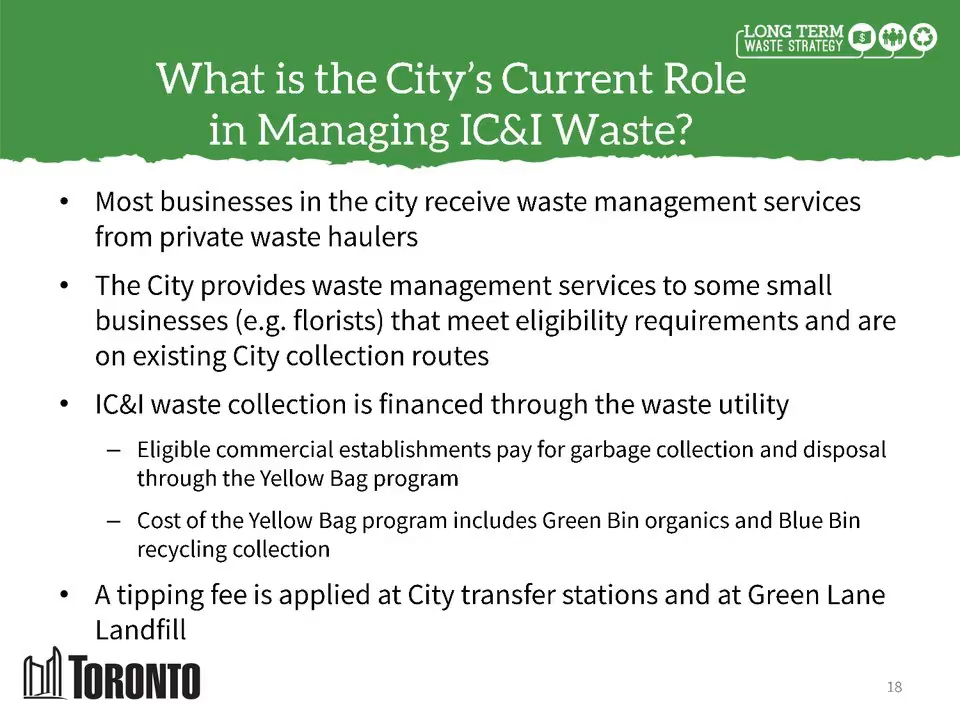 LONG TERM
WASTE STRATEGY
$
What is the City’s Current Role
in Managing IC&I Waste?
• Most businesses in the city receive waste management services
from private waste haulers
• The City provides waste management services to some small
businesses (e.g. florists) that meet eligibility requirements and are
on existing City collection routes
• IC&I waste collection is financed through the waste utility
– Eligible commercial establishments pay for garbage collection and disposal
through the Yellow Bag program
– Cost of the Yellow Bag program includes Green Bin organics and Blue Bin
recycling collection
• A tipping fee is applied at City transfer stations and at Green Lane
Landfill
TORONTO
18